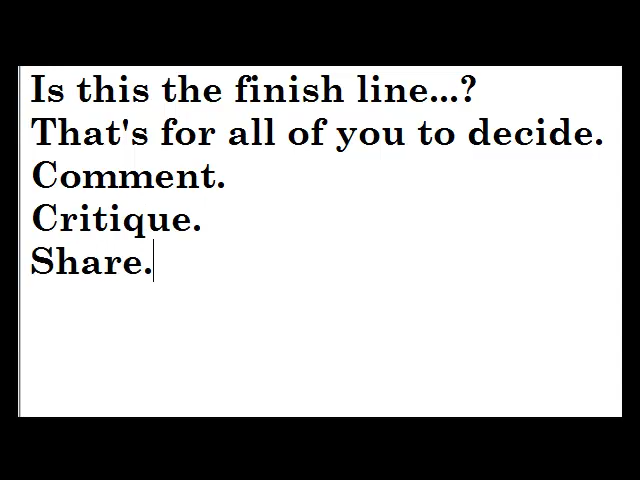 Is this the finish line...?
That's for all of you to decide.
Comment.
Critique.
Share.